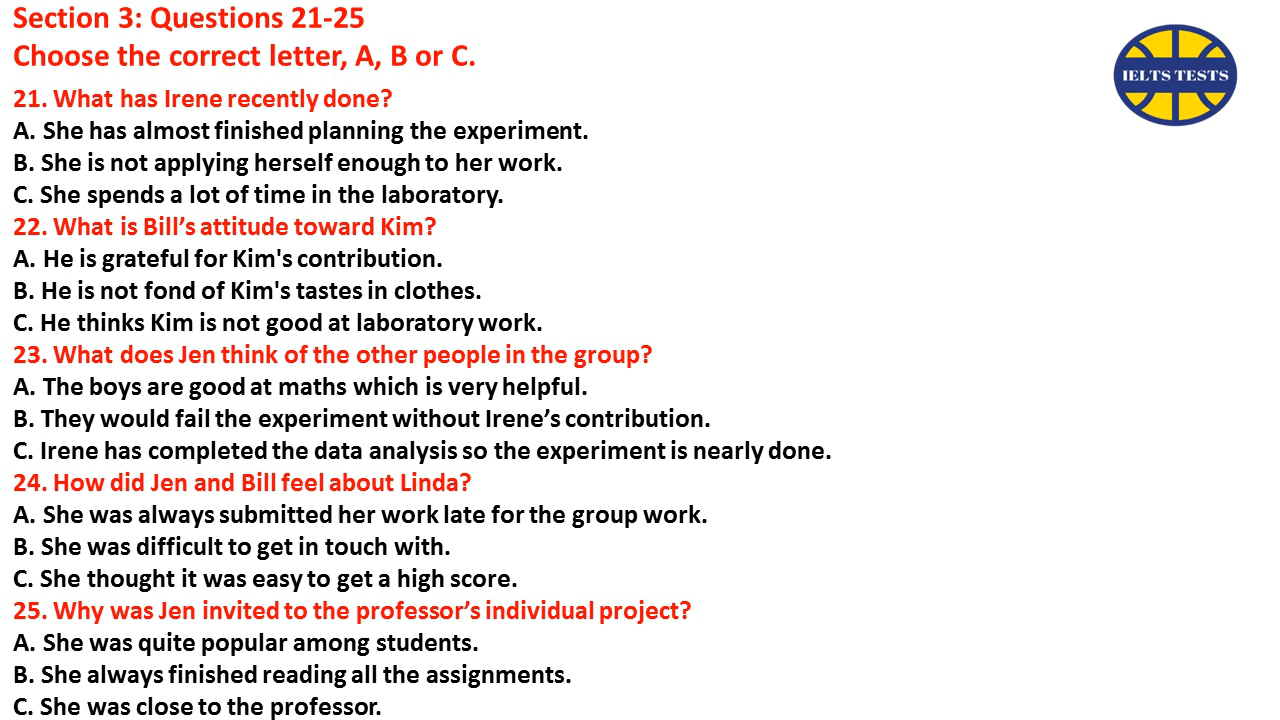 Section 3: Questions 21-25
Choose the correct letter, A, B or C.
IELTS TESTS
21. What has Irene recently done?
A. She has almost finished planning the experiment.
B. She is not applying herself enough to her work.
C. She spends a lot of time in the laboratory.
22. What is Bill’s attitude toward Kim?
A. He is grateful for Kim's contribution.
B. He is not fond of Kim's tastes in clothes.
C. He thinks Kim is not good at laboratory work.
23. What does Jen think of the other people in the group?
A. The boys are good at maths which is very helpful.
B. They would fail the experiment without Irene’s contribution.
C. Irene has completed the data analysis so the experiment is nearly done.
24. How did Jen and Bill feel about Linda?
A. She was always submitted her work late for the group work.
B. She was difficult to get in touch with.
C. She thought it was easy to get a high score.
25. Why was Jen invited to the professor’s individual project?
A. She was quite popular among students.
B. She always finished reading all the assignments.
C. She was close to the professor.